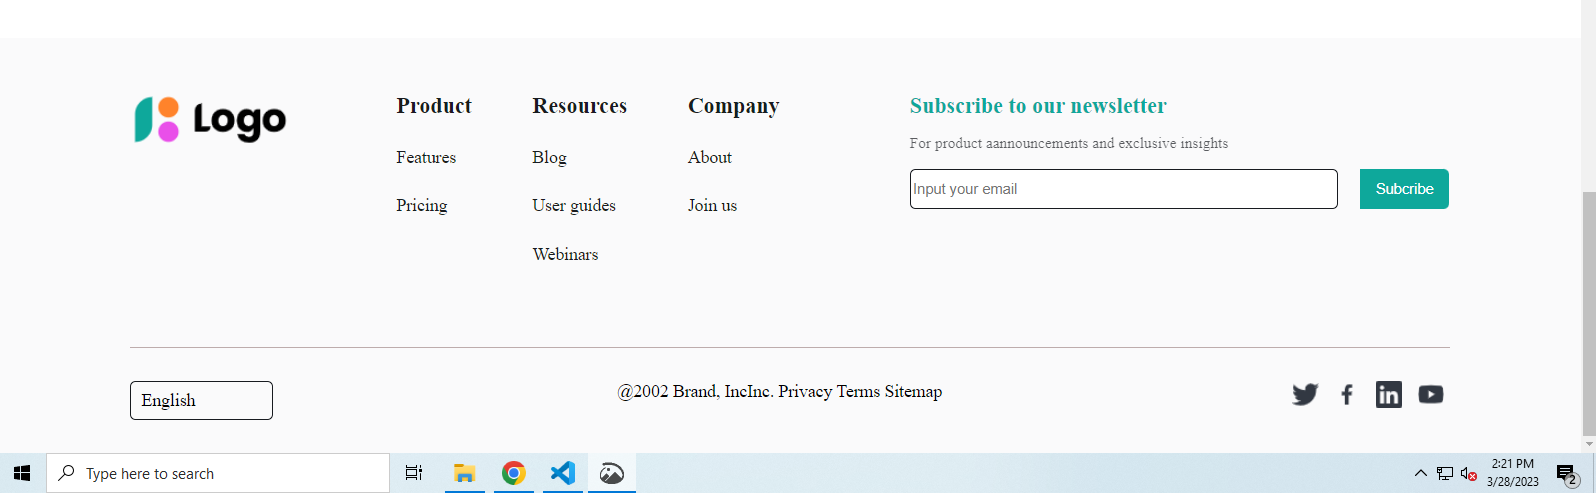 Logo
Product
Features
Pricing
Resources
Blog
User guides
Webinars
Company
About
Join us
Subscribe to our newsletter
For product aannouncements and exclusive insights
Input your email
Subcribe
English
@2002 Brand, IncInc. Privacy Terms Sitemap
in
Type here to search
2:21 PM
3/28/2023
2